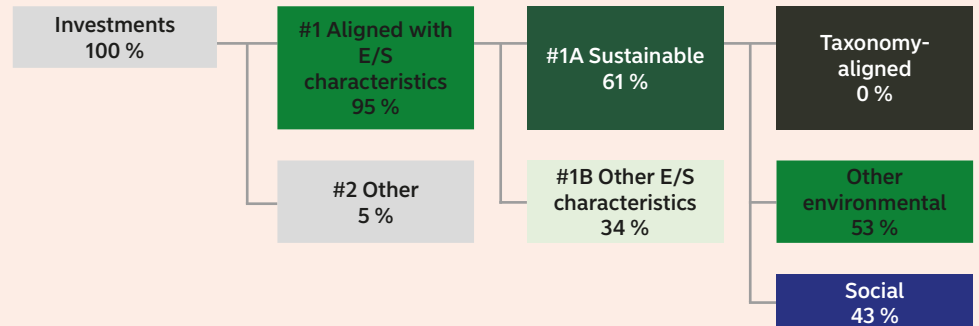 Investments
100 %
#1 Aligned with
E/S
characteristics
95 %
#1A Sustainable
61 %
Taxonomy-
aligned
0 %
#2 Other
5 %
#1B Other E/S
characteristics
34 %
Other
environmental
53 %
Social
43 %